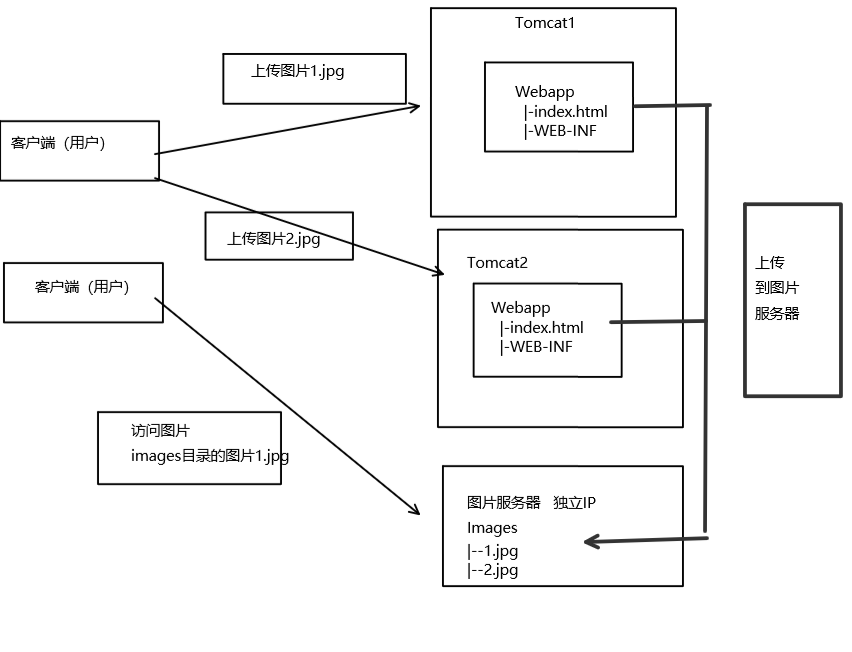 Tomcat1
上传图片1.jpg
Webapp
|-index.html
|-WEB-INF
客户端（用户）
上传图片2.jpg
Tomcat2
客户端（用户）
Webapp
|-index.html
|-WEB-INF
上传
到图片
服务器
访问图片
images目录的图片1.jpg
图片服务器 独立IP
Images
|--1.jpg
|--2.jpg